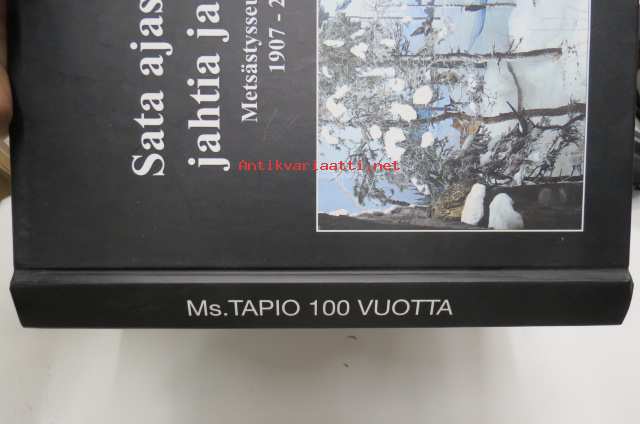 Sata ajas
jahtia ja
Metsästysseu
1907 - 2
Antikvariaatti.net
Ms.TAPIO 100 VUOTTA